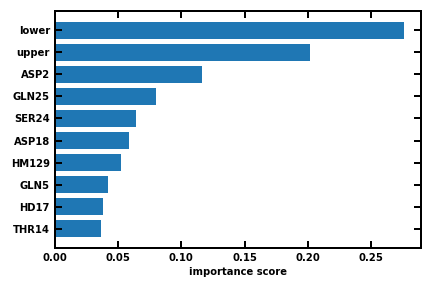 lower
upper
ASP2
GLN25
SER24
ASP18
HM129
GLN5
HD17
THR14
0.00 0.05 0.10 0.15 0.20 0.25
importance score